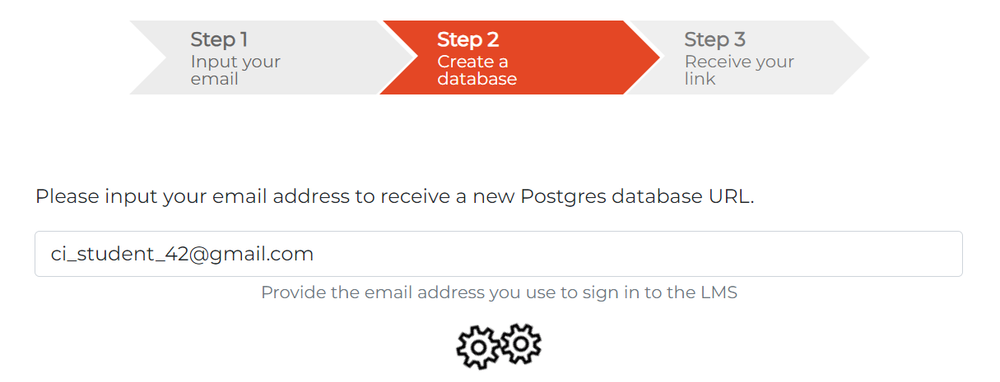 Step 1
Input your
email
Step 2
Create a
database
Step 3
Receive your
link
Please input your email address to receive a new Postgres database URL.
ci_student_42@gmail.com
Provide the email address you use to sign in to the LMS